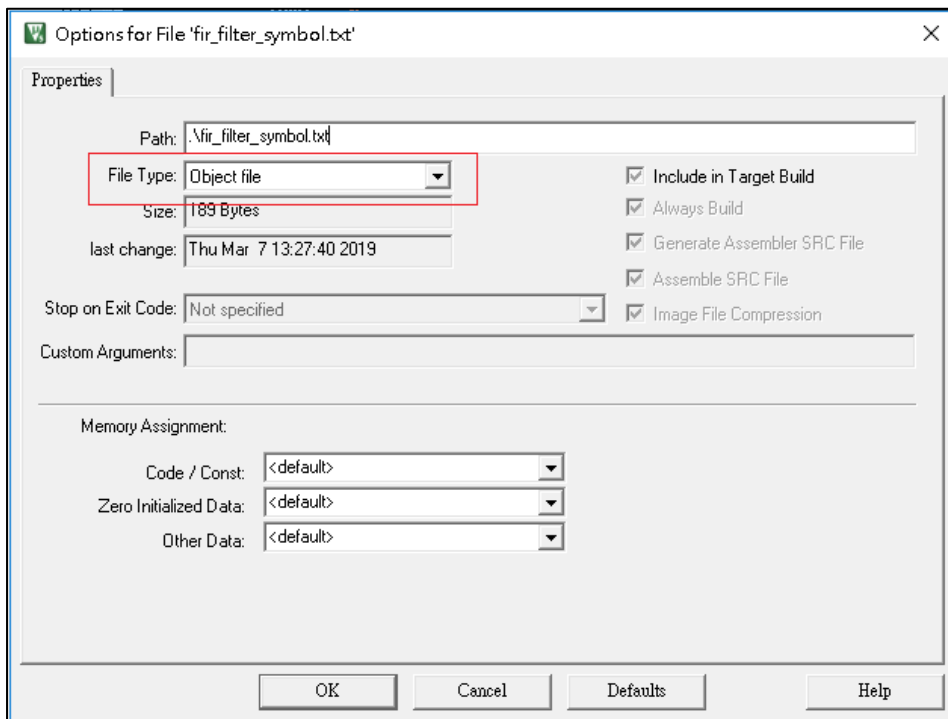 Options for File 'fir_filter_symbol.txt'
Properties
Path: .\fir_filter_symbol.txt
File Type: Object file
Include in Target Build
Size: 189 Bytes
Always Build
last change: Thu Mar 7 13:27:40 2019
Generate Assembler SRC File
Assemble SRC File
Stop on Exit Code: Not specified
Image File Compression
Custom Arguments:
Memory Assignment:
Code / Const: <default>
Zero Initialized Data: <default>
Other Data: <default>
OK Cancel Defaults Help